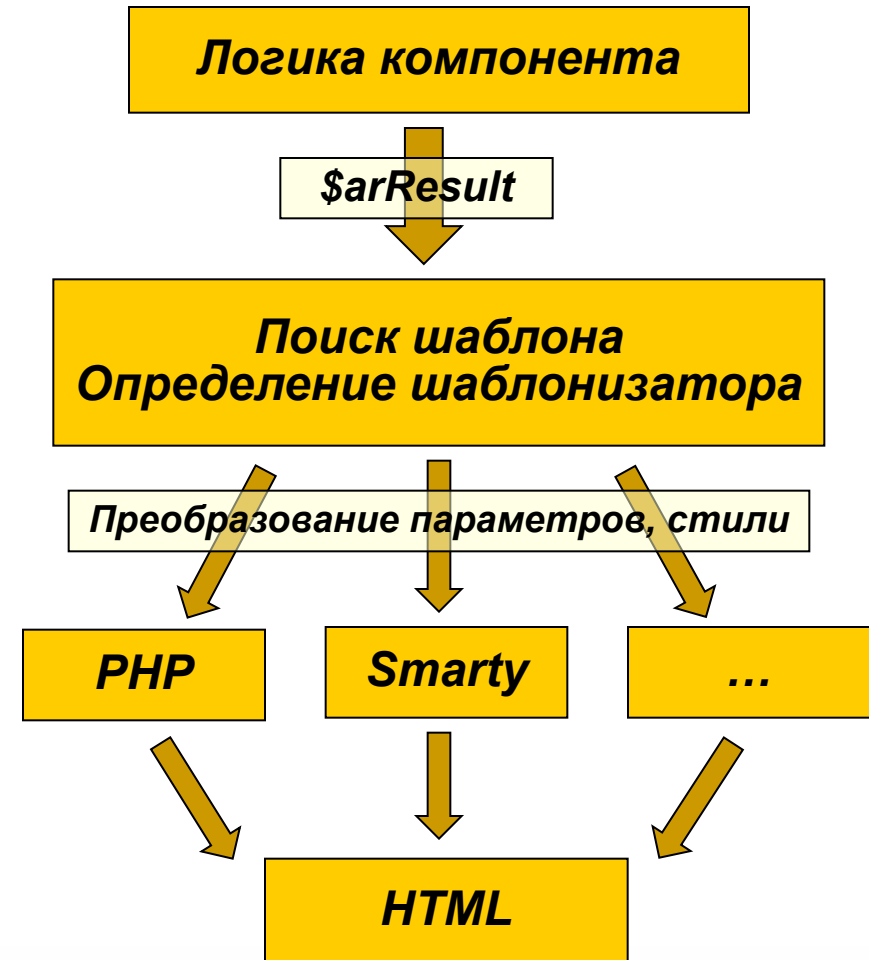 Логика компонента
$arResult
Поиск шаблона
Определение шаблонизатора
Преобразование параметров, стили
PHP
Smarty
...
HTML